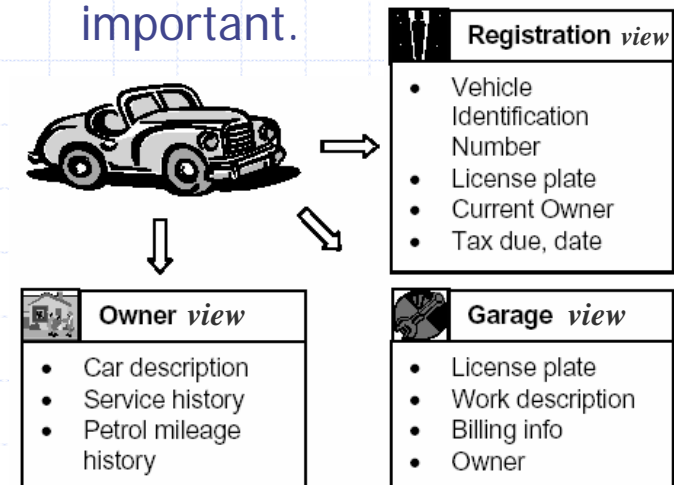 important.
Registration view
• Vehicle
Identification
Number
• License plate
• Current Owner
• Tax due, date
Owner view
• Car description
• Service history
• Petrol mileage
history
Garage view
• License plate
• Work description
• Billing info
• Owner